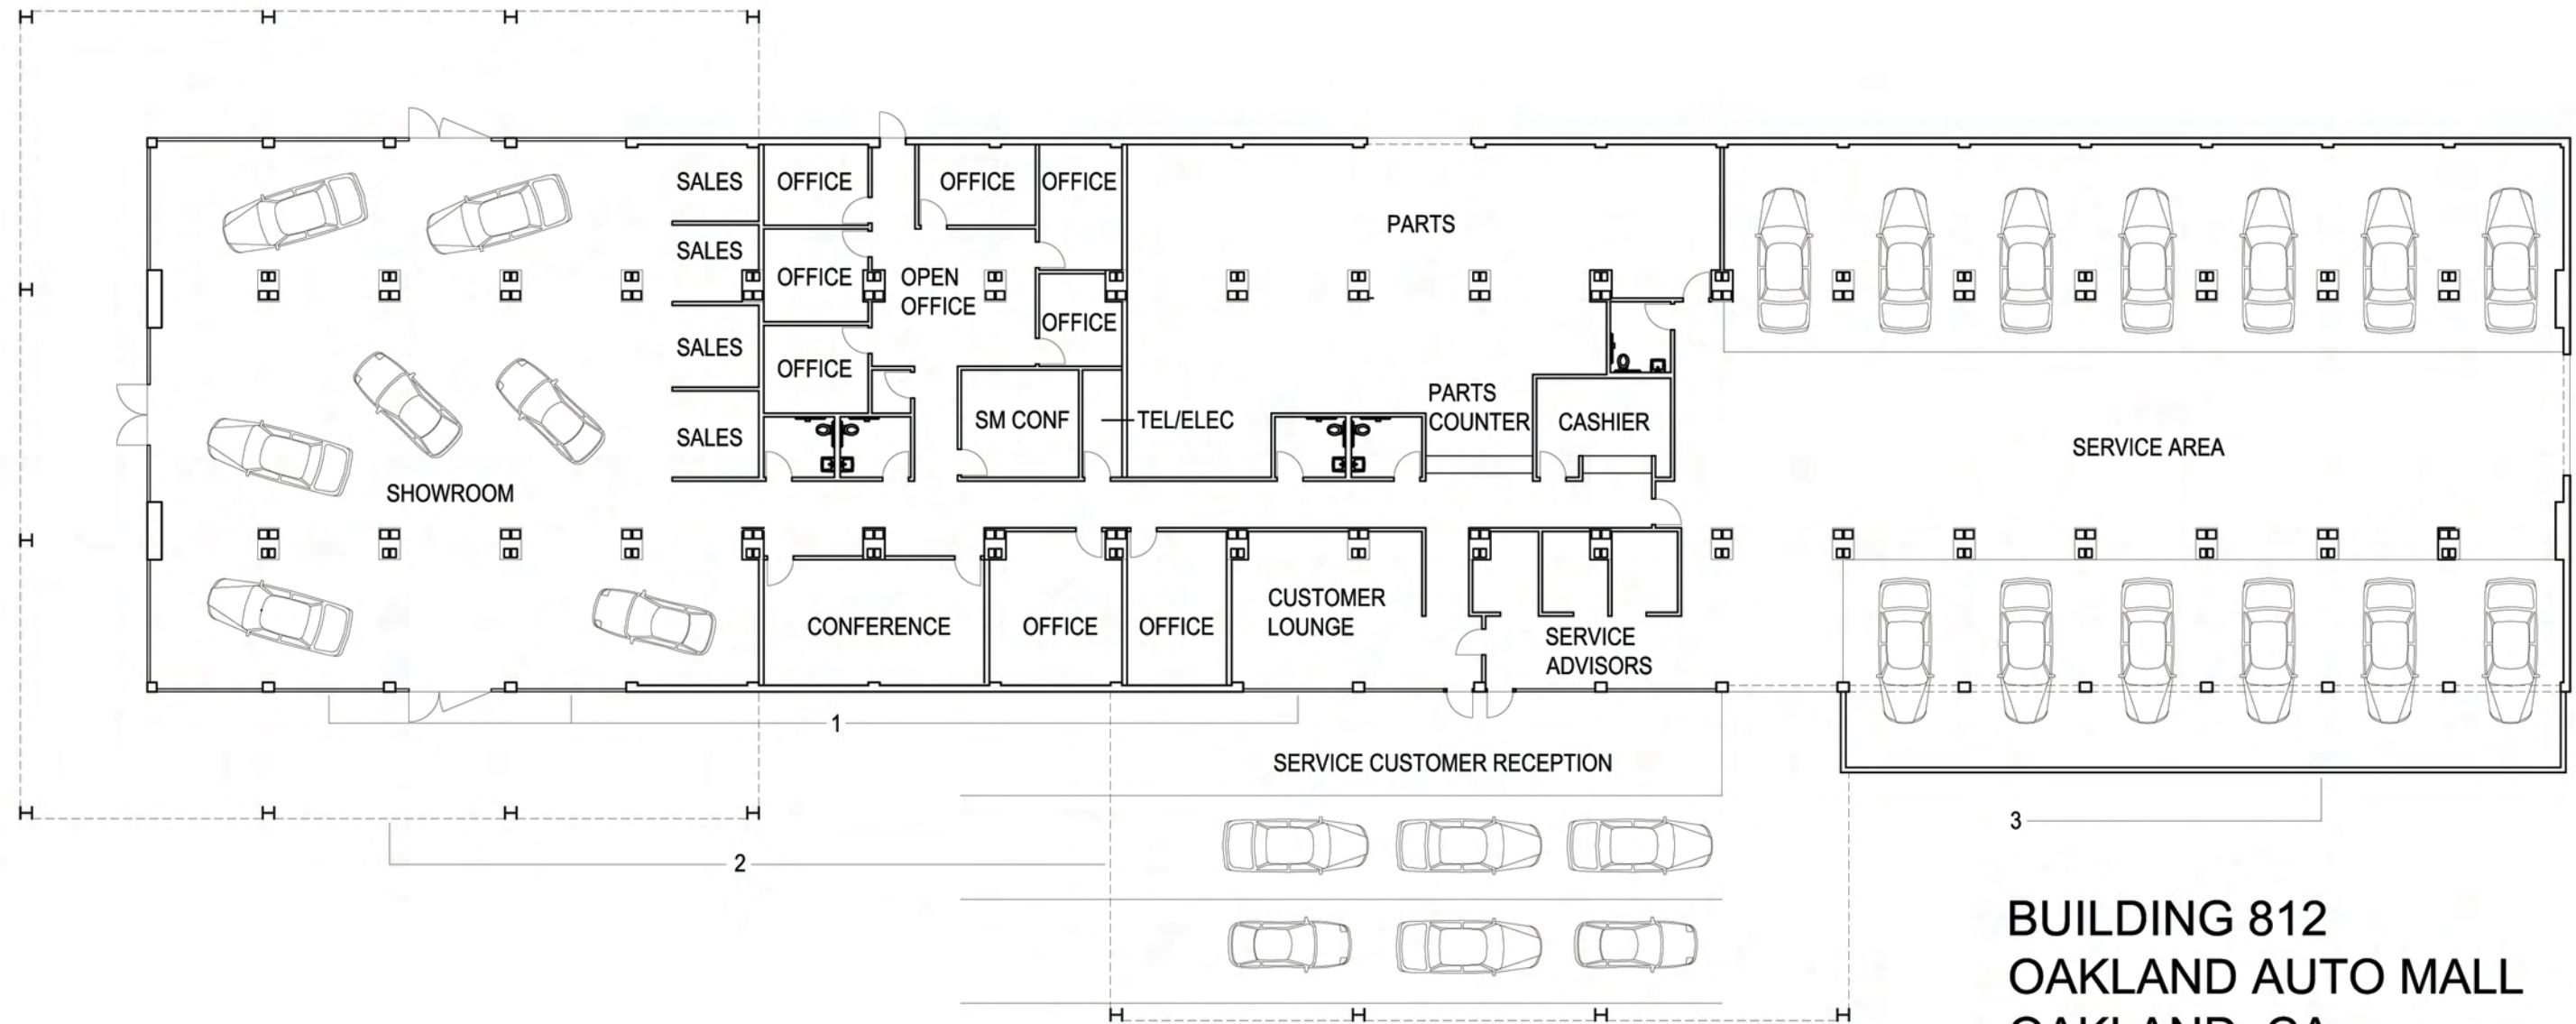 SALES
OFFICE
OFFICE
OFFICE
PARTS
SALES
OFFICE
OPEN
OFFICE
OFFICE
SALES
OFFICE
SALES
SM CONF
TEL/ELEC
PARTS
COUNTER
CASHIER
SERVICE AREA
SHOWROOM
CONFERENCE
OFFICE
OFFICE
CUSTOMER
LOUNGE
SERVICE
ADVISORS
1
SERVICE CUSTOMER RECEPTION
2
3
BUILDING 812
OAKLAND AUTO MALL
OAKLAND, CA